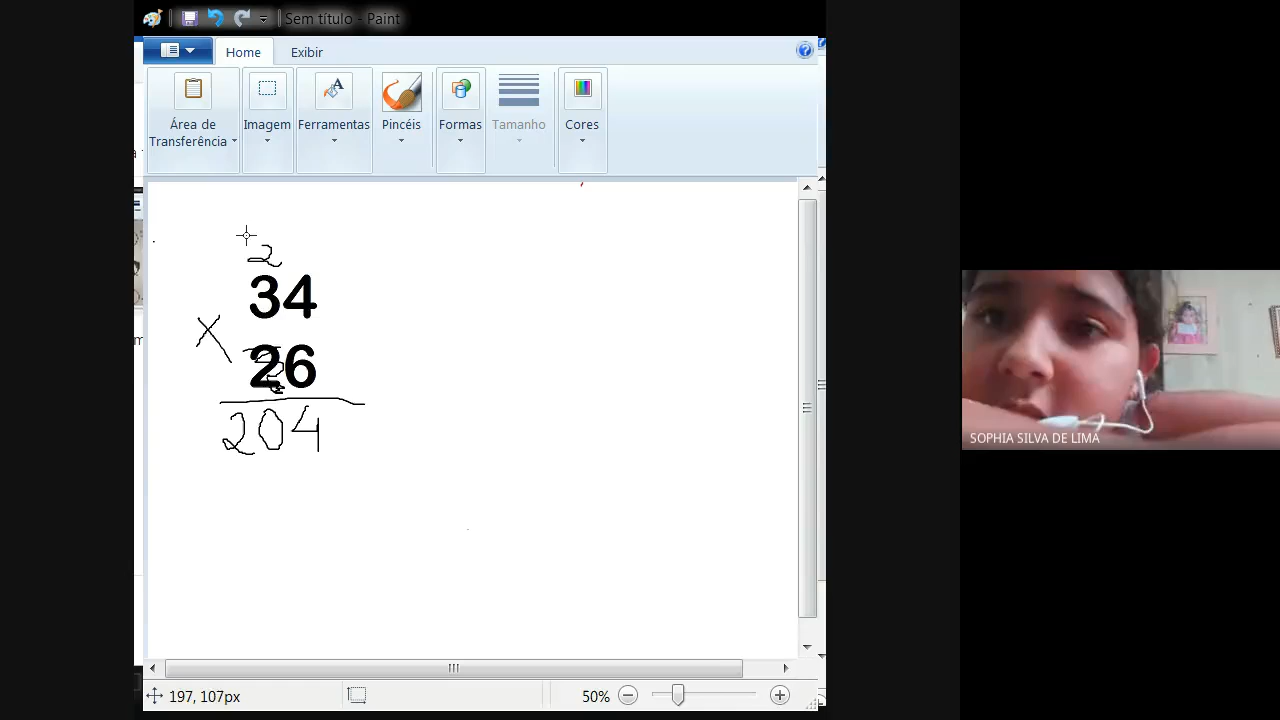 Sem título - Paint
Home Exibir
Área de Transferência
Imagem
Ferramentas
Pincéis
Formas
Tamanho
Cores
2
34
X
26
204
SOPHIA SILVA DE LIMA
197, 107px
50%